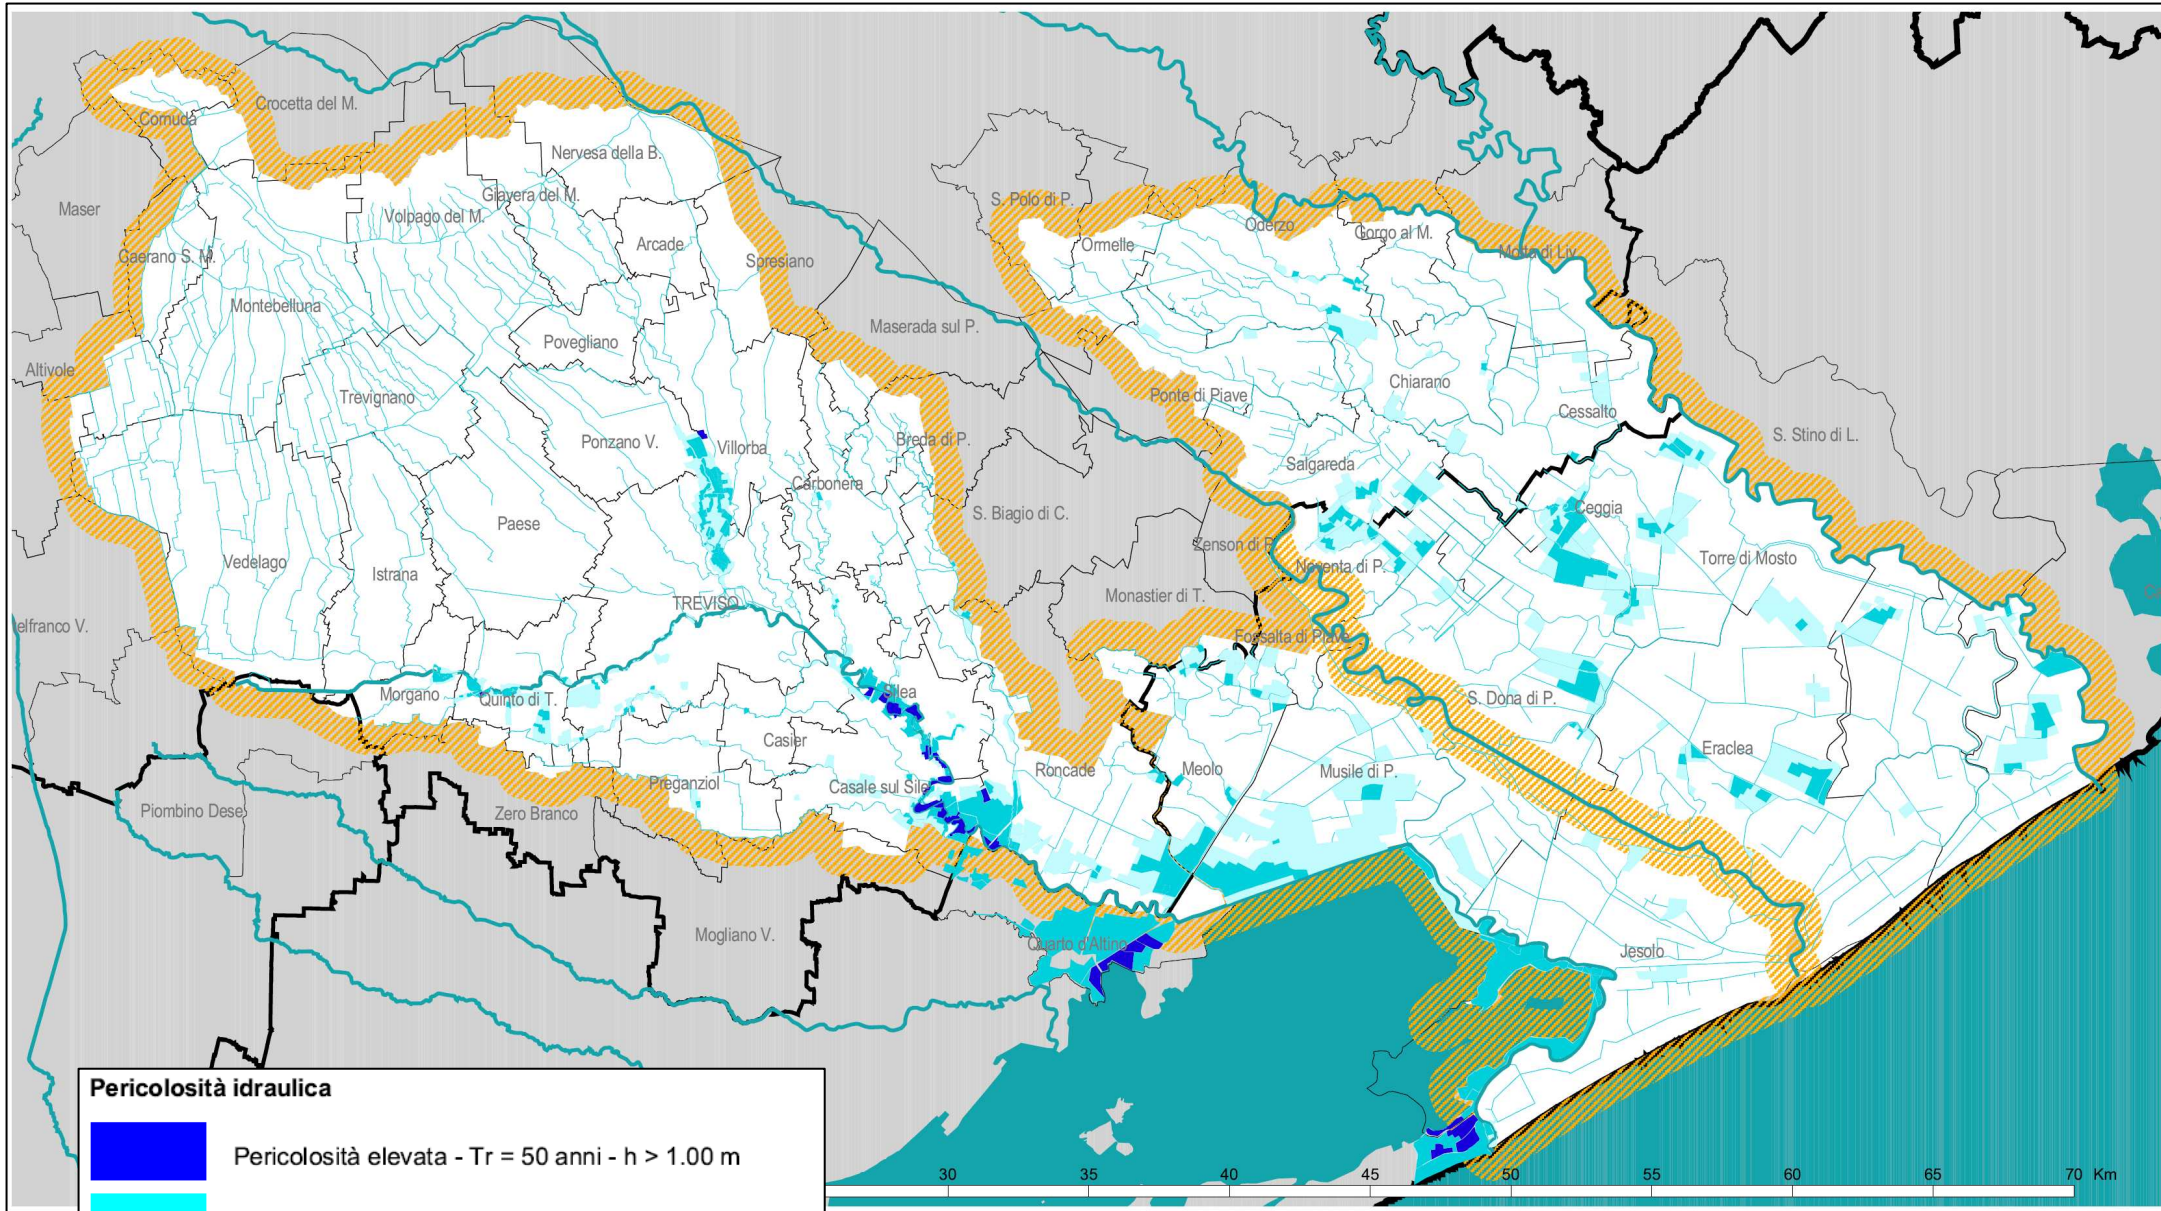 Crocetta del M.
Cornuda
Nervesa della B.
Maser
Giavera del M.
Volpago del M.
S. Polo di P.
Oderzo
Gorgo al M.
Ormelle
Arcade
Motta di Liv.
Gaerano S. M.
Spresiano
Montebelluna
Maserada sul P.
Povegliano
Altivole
Trevignano
Chiarano
Ponte di Piave
Cessalto
S. Stino di L.
Ponzano V.
Villorba
Breda di P.
Salgareda
Carbonera
Ceggia
S. Biagio di C.
Paese
Zenson di P.
Torre di Mosto
Vedelago
Istrana
Noventa di P.
Monastier di T.
TREVISO
elfranco V.
Fossalta di Piave
Morgano
Quinto di T.
Silea
S. Dona di P.
Casier
Eraclea
Roncade
Meolo
Musile di P.
Preganziol
Casale sul Sile
Piombino Dese
Zero Branco
Mogliano V.
Quarto d'Altino
Jesolo
Pericolosità idraulica
Pericolosità elevata - Tr = 50 anni - h > 1.00 m
30 35 40 45 50 55 60 65 70 Km